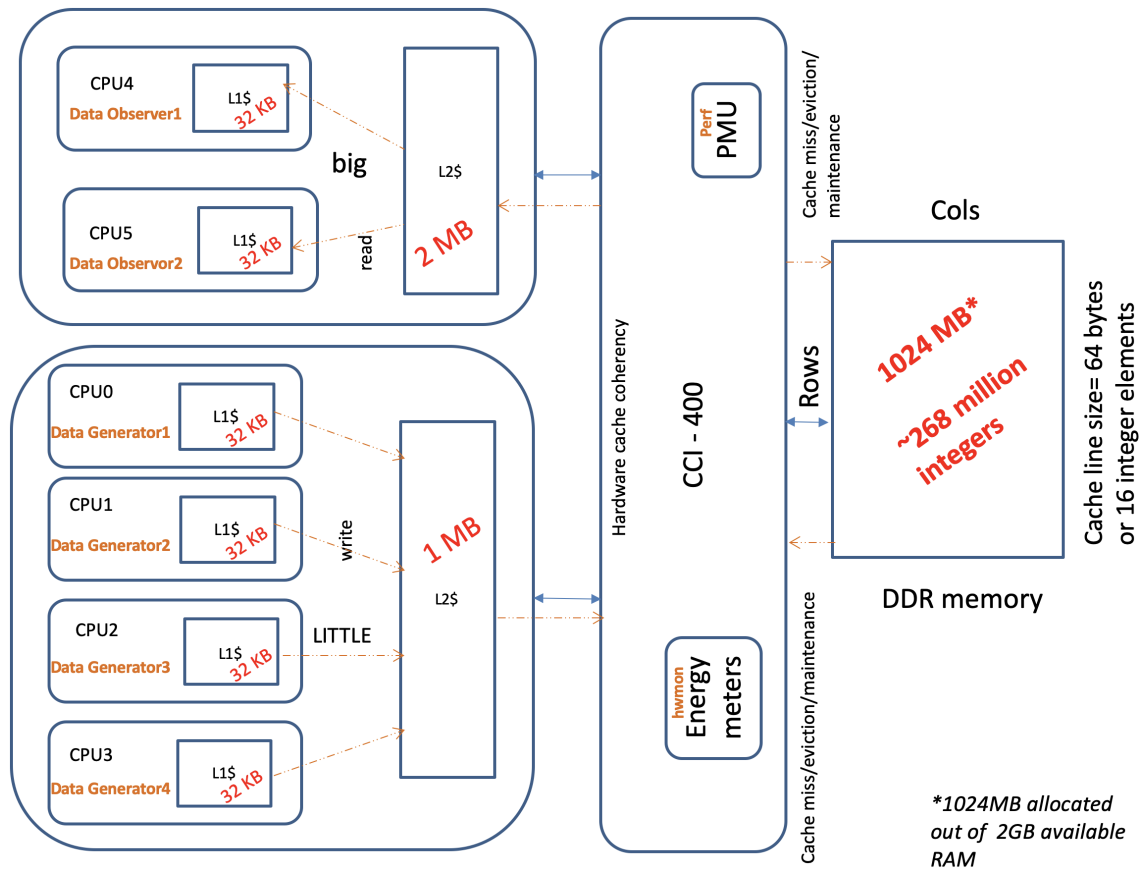 CPU4
Data Observer1
L1$
32 KB
big
CPU5
Data Observor2
L1$
32 KB
read
L2$
2 MB
CPU0
Data Generator1
L1$
32 KB
CPU1
Data Generator2
L1$
32 KB
write
CPU2
Data Generator3
L1$
32 KB
LITTLE
CPU3
Data Generator4
L1$
32 KB
1 MB
L2$
Hardware cache coherency
CCI - 400
Perf
PMU
hwmon
Energy
meters
Cache miss/eviction/
maintenance
Cache miss/eviction/maintenance
Cols
Rows
1024 MB*
~268 million
integers
DDR memory
Cache line size= 64 bytes
or 16 integer elements
*1024MB allocated
out of 2GB available
RAM